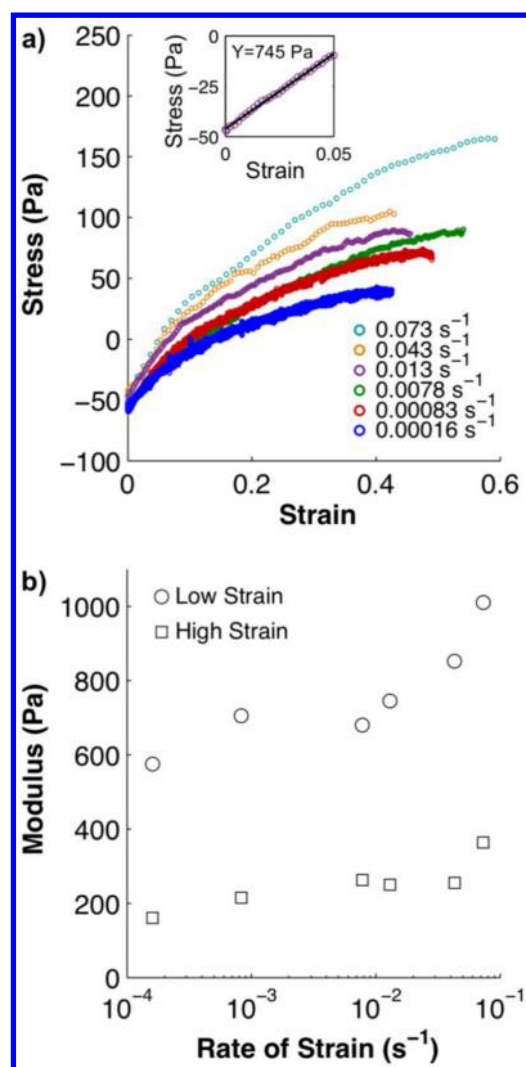 a)
250
200
150
100
50
0
−50
−100
Stress (Pa)
0
−25
−50
Stress (Pa)
Y=745 Pa
0
0.05
Strain
0.073 s⁻¹
0.043 s⁻¹
0.013 s⁻¹
0.0078 s⁻¹
0.00083 s⁻¹
0.00016 s⁻¹
0
0.2
0.4
0.6
Strain
b)
1000
800
600
400
200
0
Modulus (Pa)
Low Strain
High Strain
10⁻⁴
10⁻³
10⁻²
10⁻¹
Rate of Strain (s⁻¹)